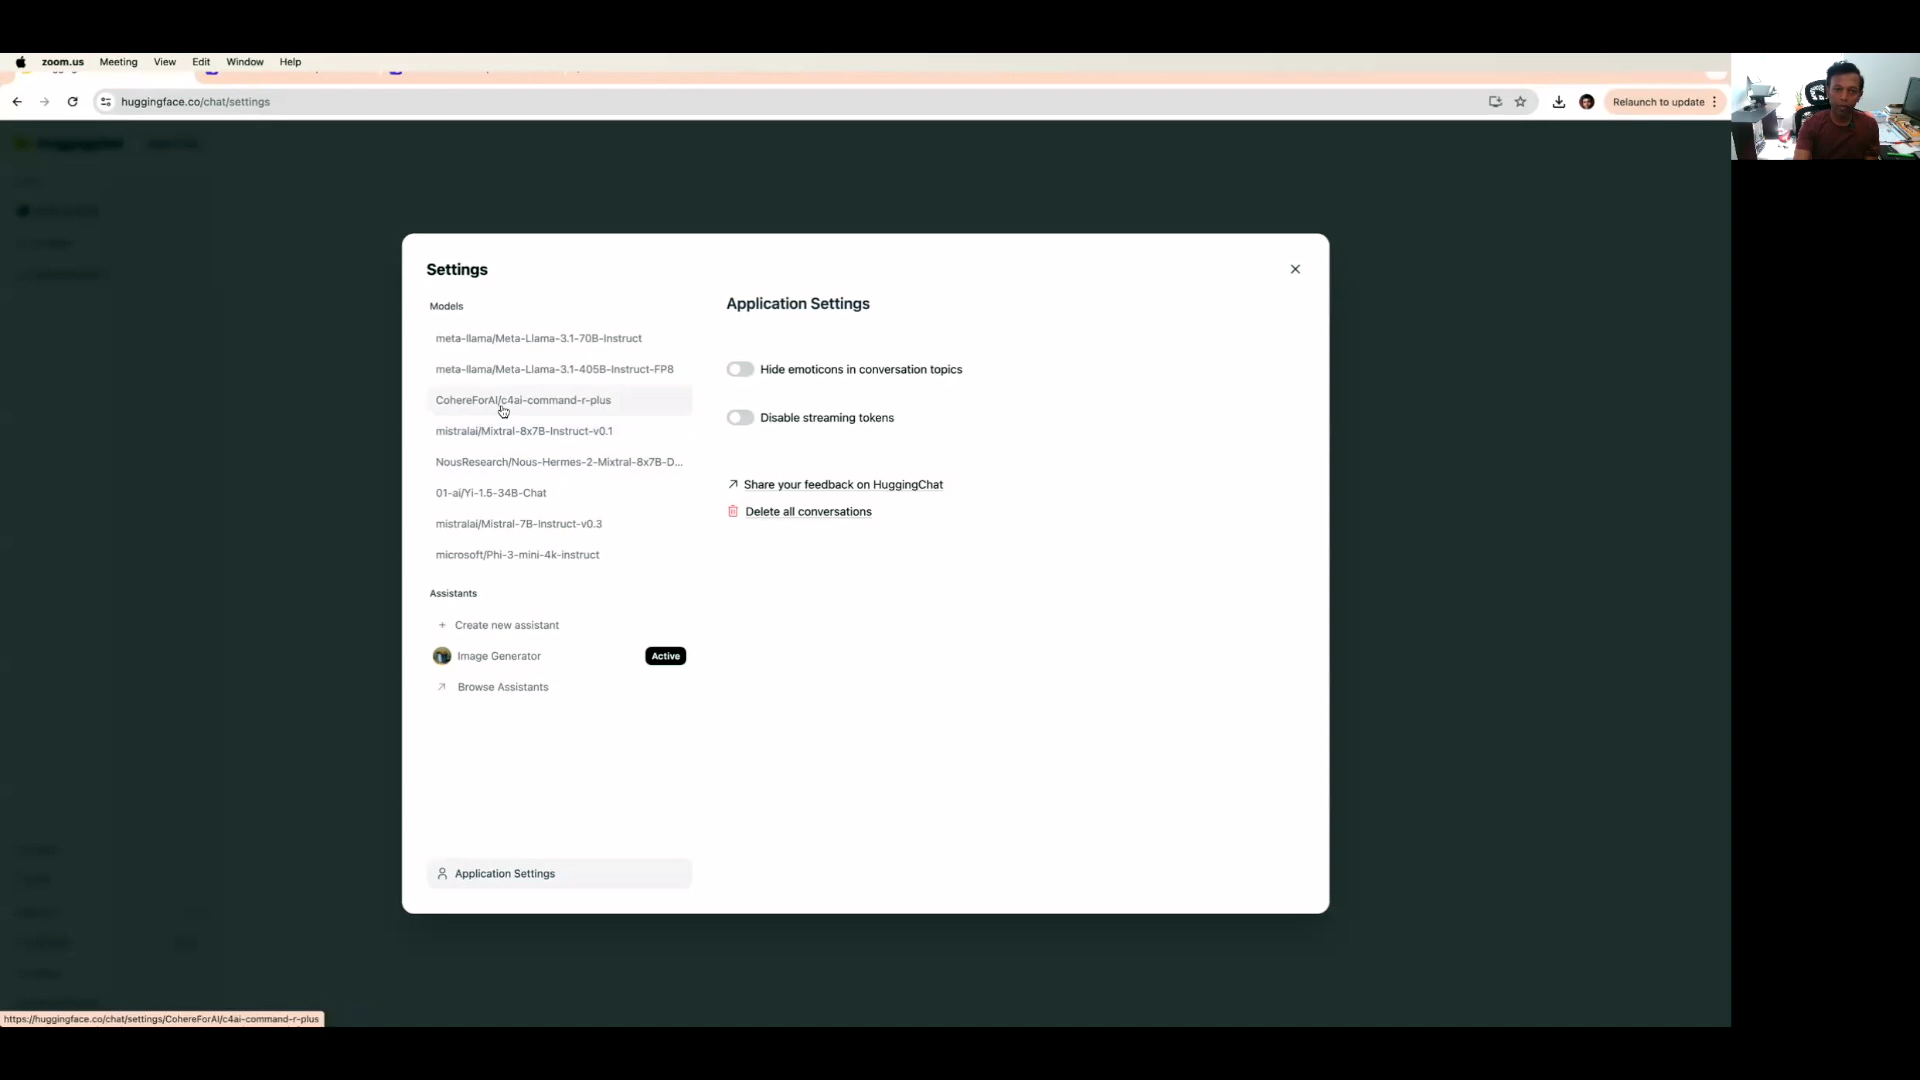 zoom.us Meeting View Edit Window Help
huggingface.co/chat/settings
Relaunch to update
Settings
Models
meta-llama/Meta-Llama-3.1-70B-Instruct
meta-llama/Meta-Llama-3.1-405B-Instruct-FP8
CohereForAI/c4ai-command-r-plus
mistralai/Mixtral-8x7B-Instruct-v0.1
NousResearch/Nous-Hermes-2-Mixtral-8x7B-D...
01-ai/Yi-1.5-34B-Chat
mistralai/Mistral-7B-Instruct-v0.3
microsoft/Phi-3-mini-4k-instruct
Assistants
+ Create new assistant
Image Generator Active
Browse Assistants
Application Settings
Application Settings
Hide emoticons in conversation topics
Disable streaming tokens
Share your feedback on HuggingChat
Delete all conversations
https://huggingface.co/chat/settings/CohereForAI/c4ai-command-r-plus